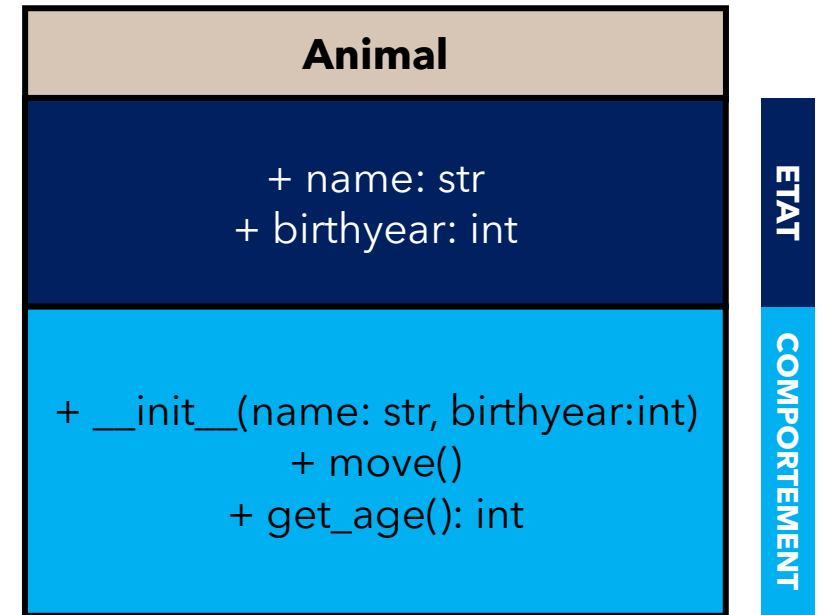 Animal
+ name: str
+ birthyear: int
ETAT
+ __init__(name: str, birthyear:int)
+ move()
+ get_age(): int
COMPORTEMENT